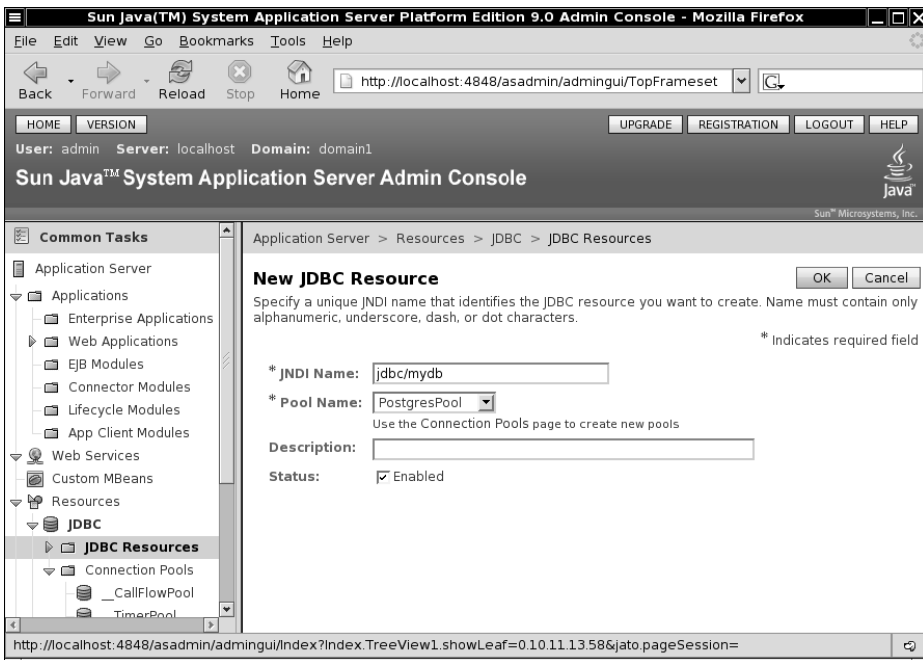 Sun Java(TM) System Application Server Platform Edition 9.0 Admin Console - Mozilla Firefox
File Edit View Go Bookmarks Tools Help
Back Forward Reload Stop Home http://localhost:4848/asadmin/admingui/TopFrameset G
HOME VERSION UPGRADE REGISTRATION LOGOUT HELP
User: admin Server: localhost Domain: domain1
Sun Java™ System Application Server Admin Console
Java
Sun™ Microsystems, Inc.
Common Tasks
Application Server
Applications
Enterprise Applications
Web Applications
EJB Modules
Connector Modules
Lifecycle Modules
App Client Modules
Web Services
Custom MBeans
Resources
JDBC
JDBC Resources
Connection Pools
__CallFlowPool
__TimerPool
Application Server > Resources > JDBC > JDBC Resources
New JDBC Resource OK Cancel
Specify a unique JNDI name that identifies the JDBC resource you want to create. Name must contain only
alphanumeric, underscore, dash, or dot characters.
* Indicates required field
* JNDI Name: jdbc/mydb
* Pool Name: PostgresPool
Use the Connection Pools page to create new pools
Description:
Status: Enabled
http://localhost:4848/asadmin/admingui/Index?Index.TreeView1.showLeaf=0.10.11.13.58&jato.pageSession=